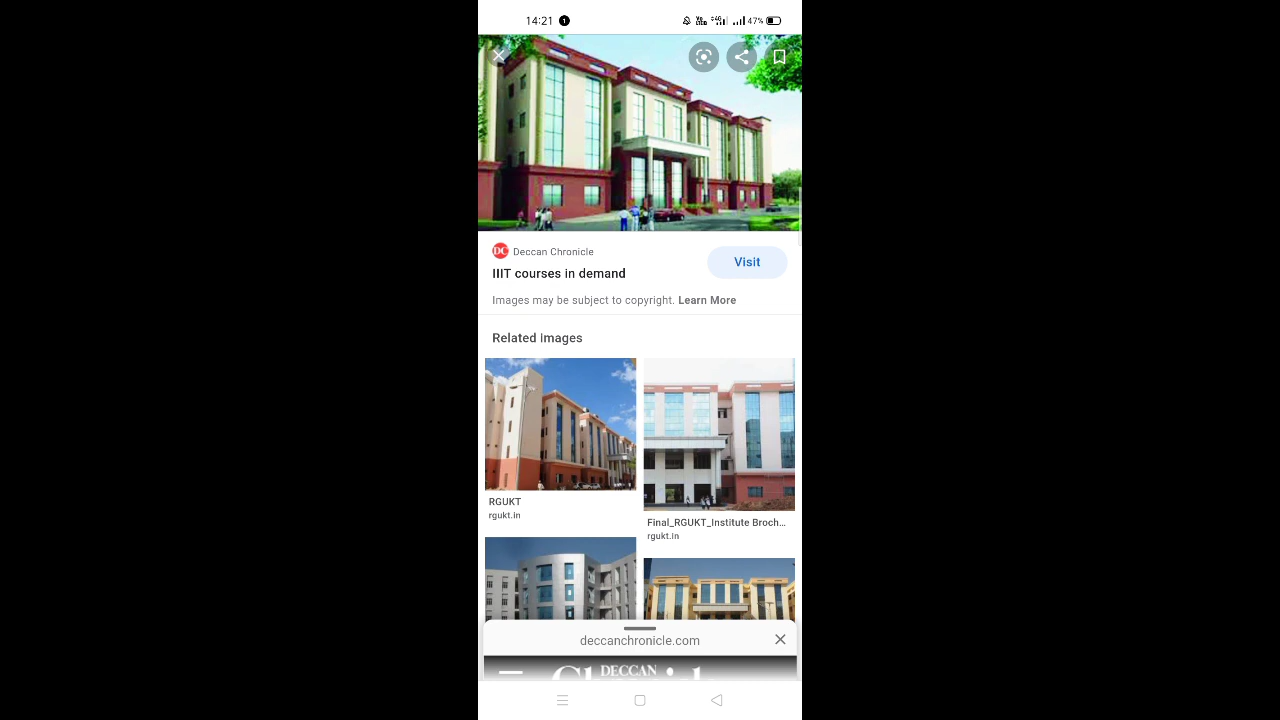 14:21 1 47%
DC Deccan Chronicle
IIIT courses in demand
Visit
Images may be subject to copyright. Learn More
Related images
RGUKT
rgukt.in
Final_RGUKT_Institute Broch...
rgukt.in
deccanchronicle.com
DECCAN